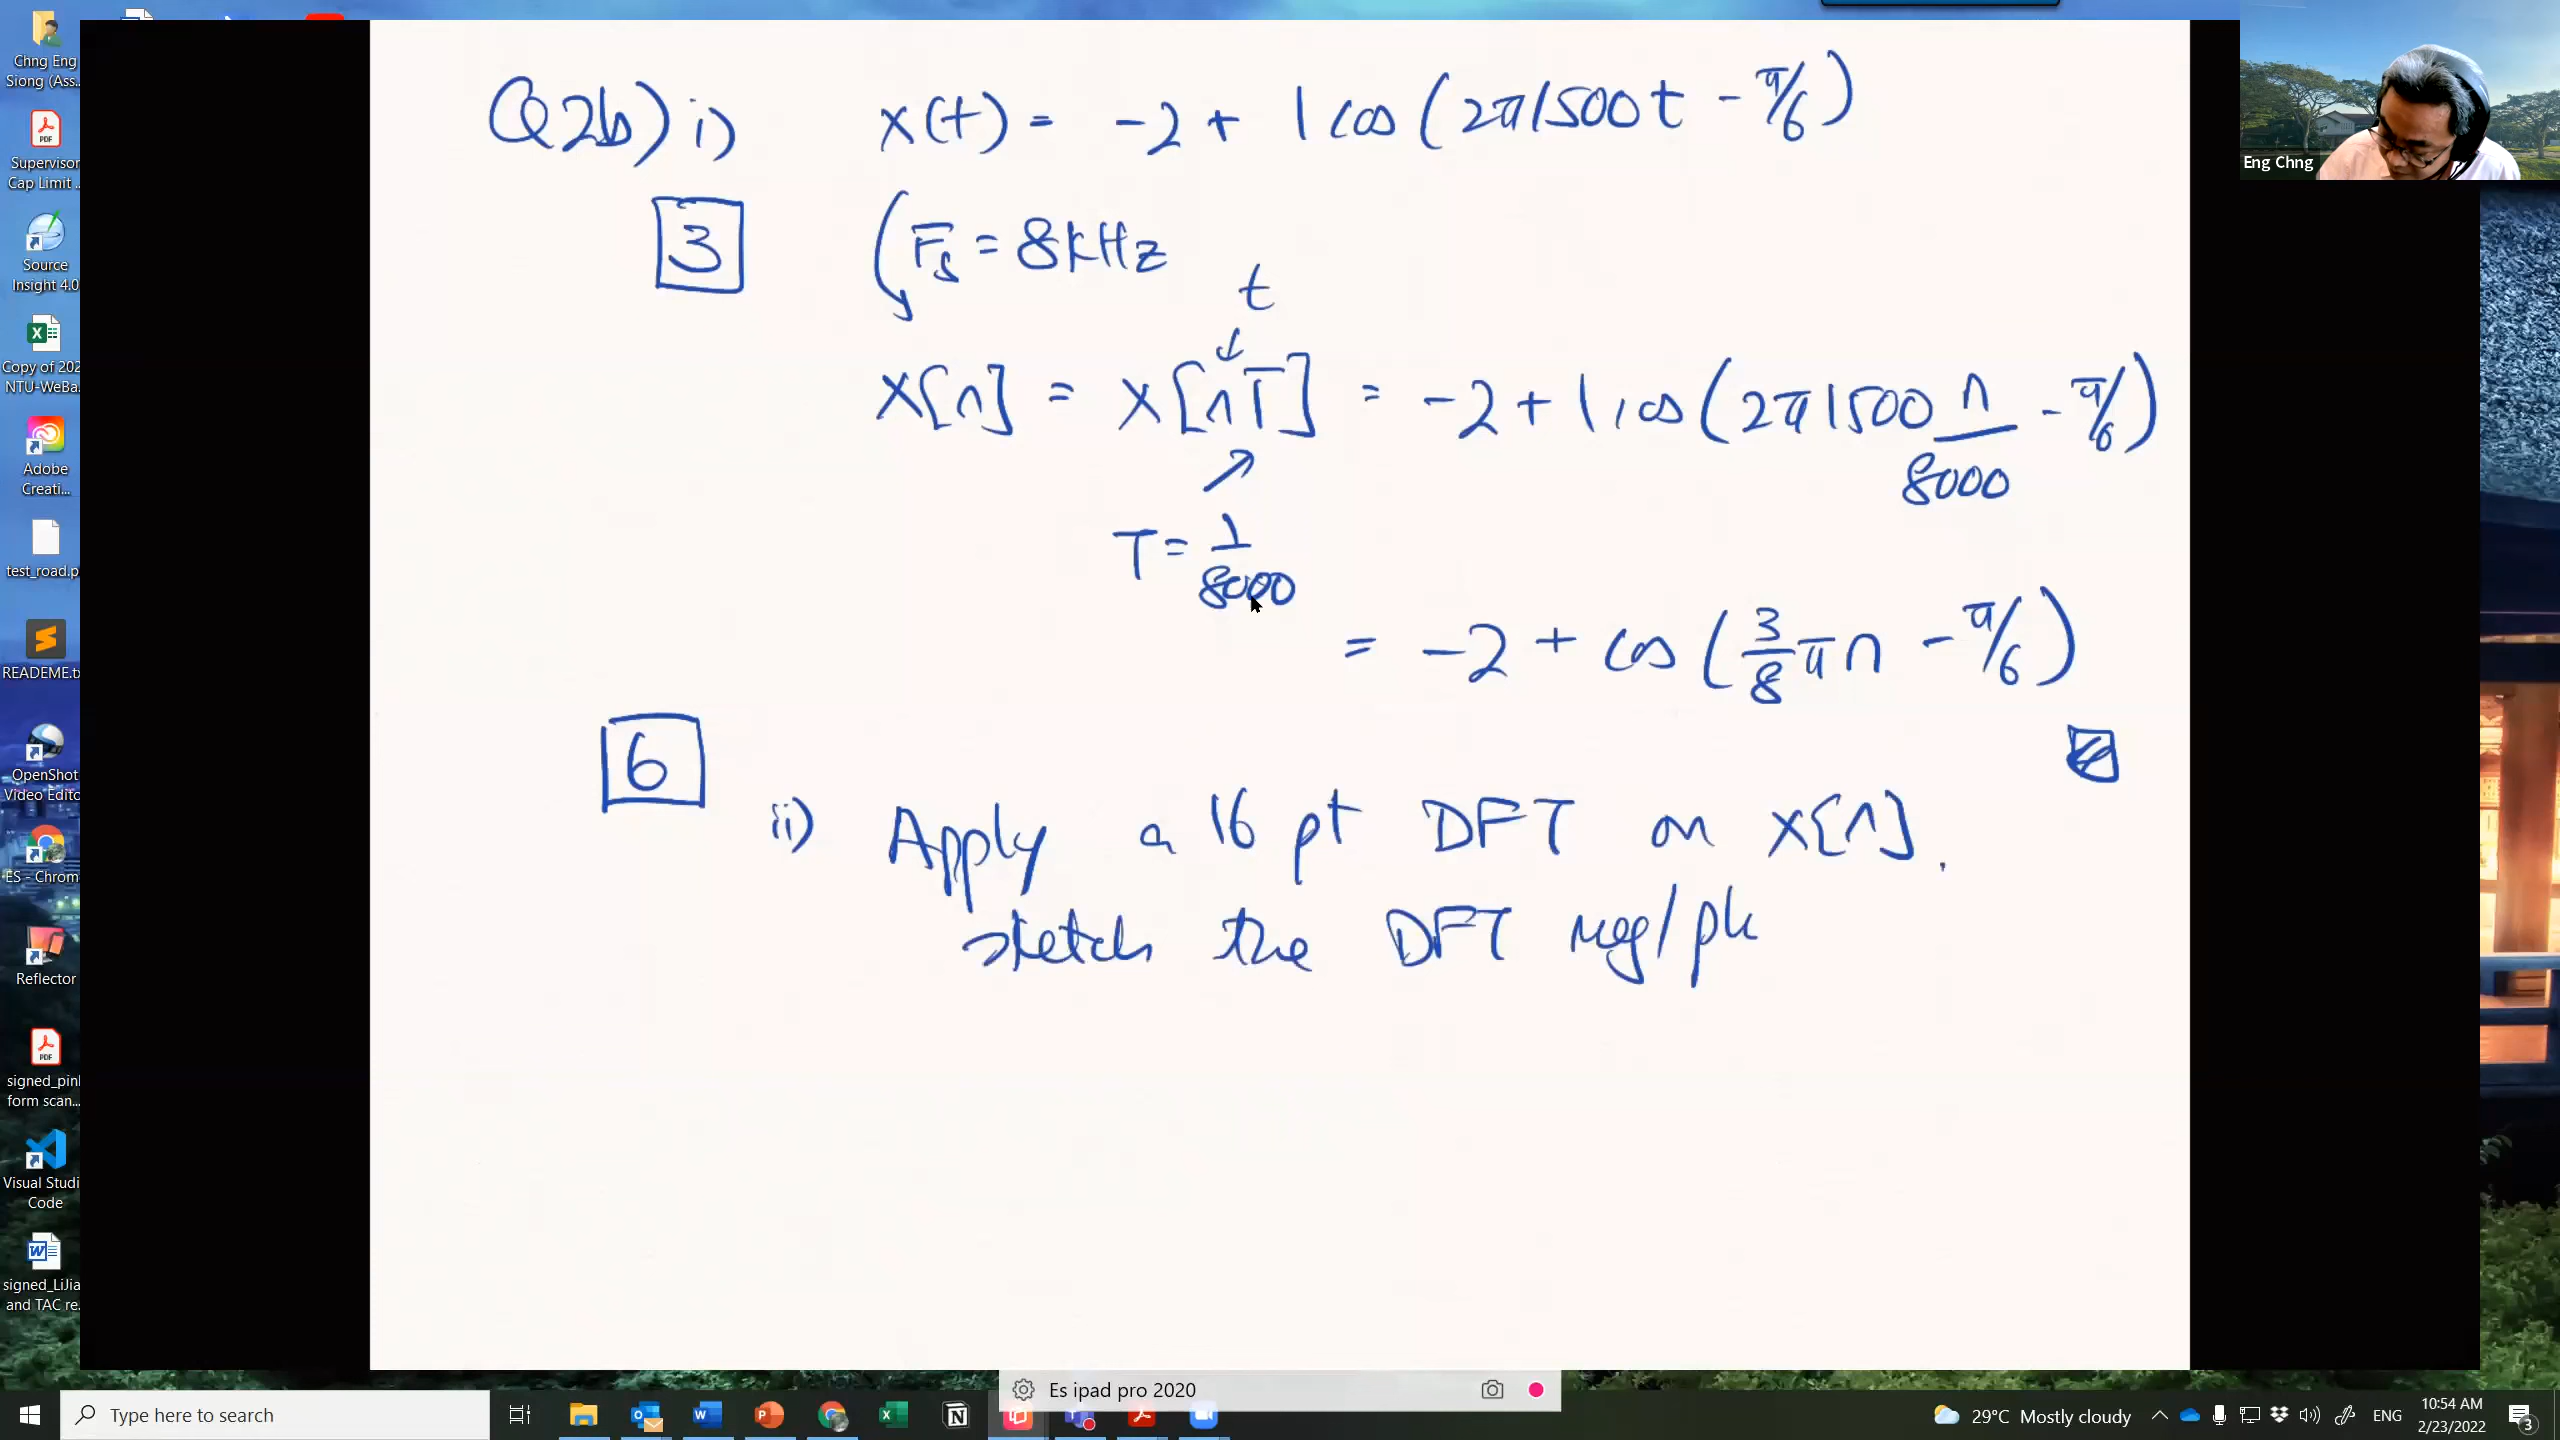 Q2b) i) x(t) = -2 + 1 cos(2π1500t - π/6)
3
Fs = 8kHz
t
x[n] = x[nT] = -2 + 1 cos(2π1500 n/8000 - π/6)
T = 1/8000
= -2 + cos(3/8 πn - π/6)
6
ii) Apply a 16 pt DFT on x[n].
sketch the DFT mag/ph
Eng Chng
Chng Eng
Siong (Ass...
Supervisor
Cap Limit ...
Source
Insight 4.0
Copy of 202
NTU-WeBa...
Adobe
Creati...
test_road.p
READEME.tx
OpenShot
Video Edito
ES - Chrom
Reflector
signed_pink
form scan...
Visual Studi
Code
signed_LiJia
and TAC re...
Es ipad pro 2020
Type here to search
29°C Mostly cloudy
ENG
10:54 AM
2/23/2022
3